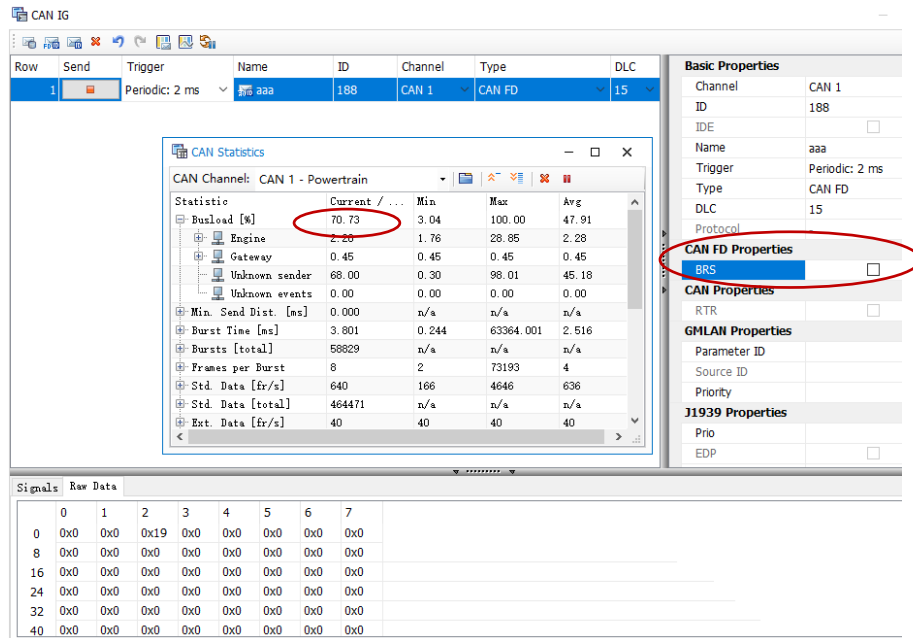 CAN IG
Row Send Trigger Name ID Channel Type DLC
1 Periodic: 2 ms aaa 188 CAN 1 CAN FD 15
Basic Properties
Channel CAN 1
ID 188
IDE
Name aaa
Trigger Periodic: 2 ms
Type CAN FD
DLC 15
Protocol -
CAN FD Properties
BRS
CAN Properties
RTR
GMLAN Properties
Parameter ID
Source ID
Priority
J1939 Properties
Prio
EDP
CAN Statistics
CAN Channel: CAN 1 - Powertrain
Statistic Current / ... Min Max Avg
Busload [%] 70.73 3.04 100.00 47.91
Engine 2.28 1.76 28.85 2.28
Gateway 0.45 0.45 0.45 0.45
Unknown sender 68.00 0.30 98.01 45.18
Unknown events 0.00 0.00 0.00 0.00
Min. Send Dist. [ms] 0.000 n/a n/a n/a
Burst Time [ms] 3.801 0.244 63364.001 2.516
Bursts [total] 58829 n/a n/a n/a
Frames per Burst 8 2 73193 4
Std. Data [fr/s] 640 166 4646 636
Std. Data [total] 464471 n/a n/a n/a
Ext. Data [fr/s] 40 40 40 40
Signals Raw Data
0 1 2 3 4 5 6 7
0 0x0 0x0 0x19 0x0 0x0 0x0 0x0 0x0
8 0x0 0x0 0x0 0x0 0x0 0x0 0x0 0x0
16 0x0 0x0 0x0 0x0 0x0 0x0 0x0 0x0
24 0x0 0x0 0x0 0x0 0x0 0x0 0x0 0x0
32 0x0 0x0 0x0 0x0 0x0 0x0 0x0 0x0
40 0x0 0x0 0x0 0x0 0x0 0x0 0x0 0x0